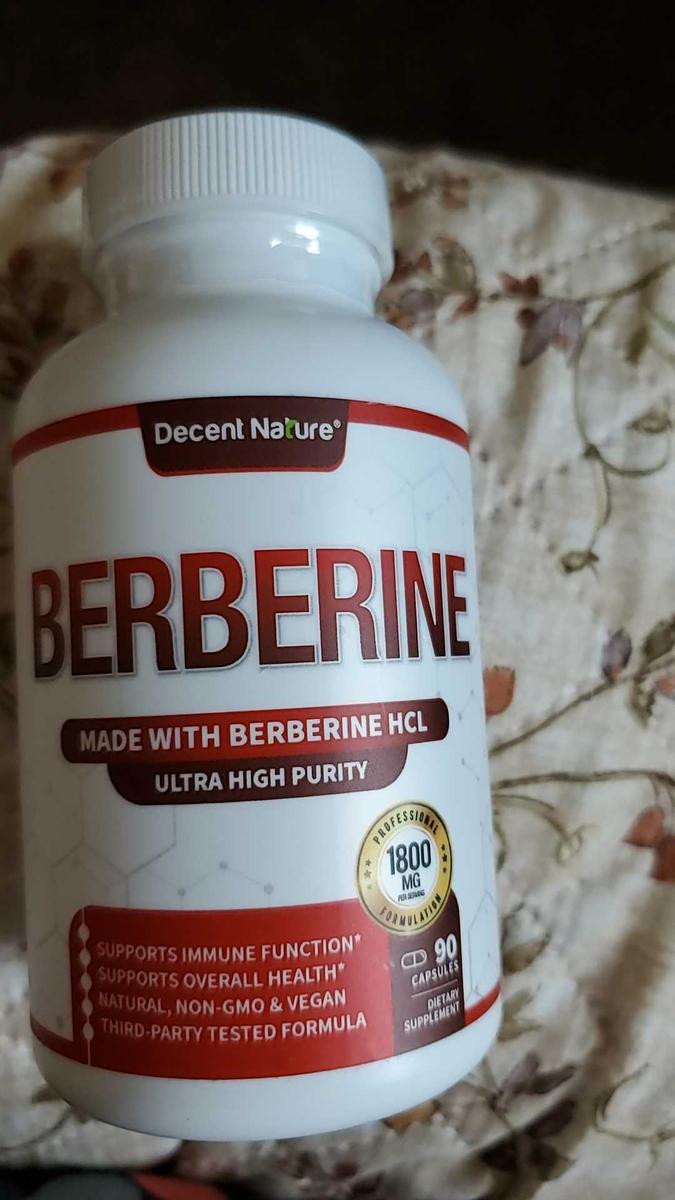 Decent Nature®
BERBERINE
MADE WITH BERBERINE HCL
ULTRA HIGH PURITY
PROFESSIONAL
1800
MG
PER SERVING
FORMULATION
SUPPORTS IMMUNE FUNCTION*
SUPPORTS OVERALL HEALTH*
NATURAL, NON-GMO & VEGAN
THIRD-PARTY TESTED FORMULA
90
CAPSULES
DIETARY
SUPPLEMENT